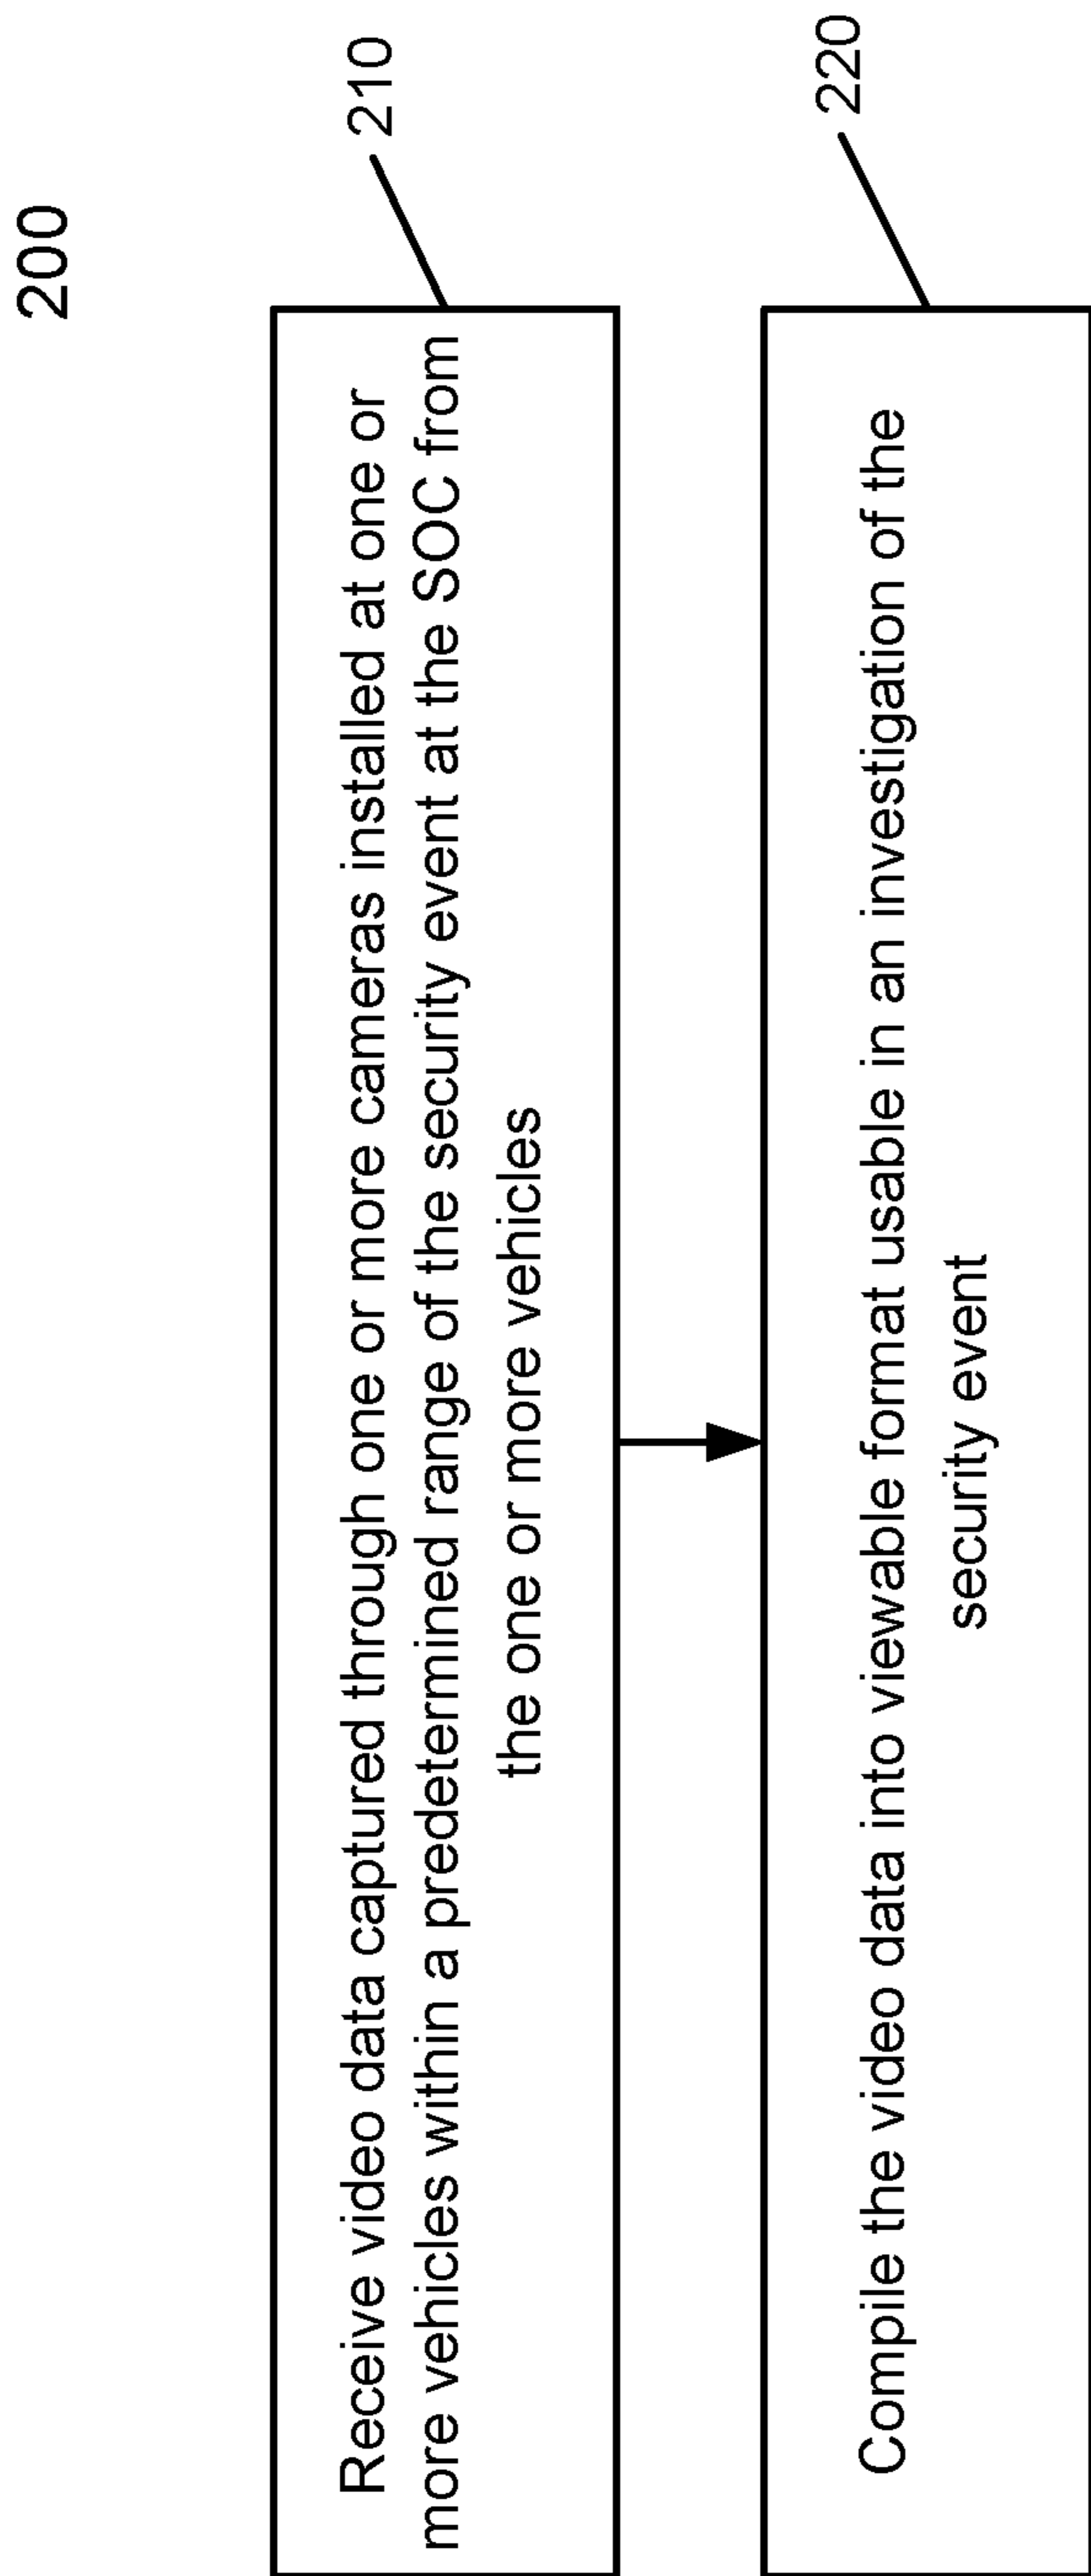 200
Receive video data captured through one or more cameras installed at one or
more vehicles within a predetermined range of the security event at the SOC from
the one or more vehicles
210
Compile the video data into viewable format usable in an investigation of the
security event
220